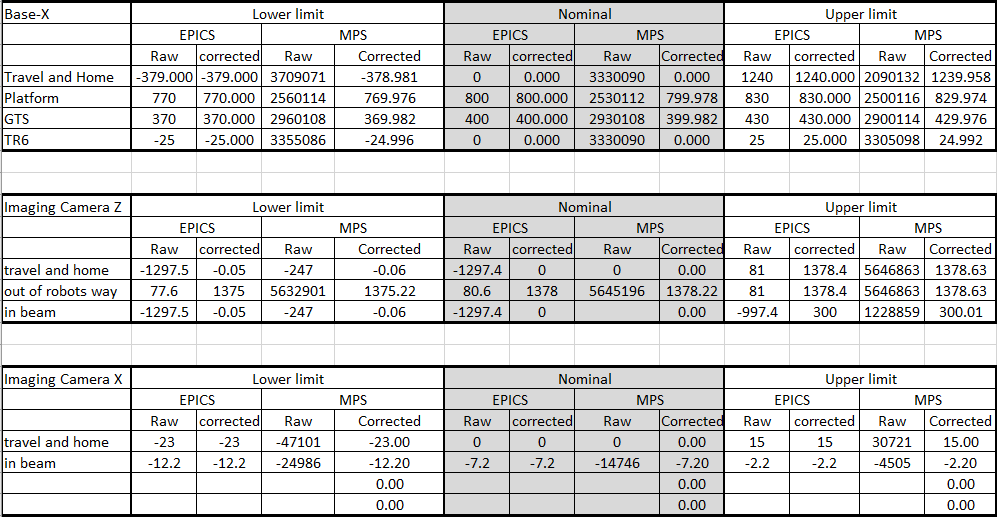 Base-X Lower limit Nominal Upper limit
EPICS MPS EPICS MPS EPICS MPS
Raw corrected Raw Corrected Raw corrected Raw Corrected Raw corrected Raw Corrected
Travel and Home -379.000 -379.000 3709071 -378.981 0 0.000 3330090 0.000 1240 1240.000 2090132 1239.958
Platform 770 770.000 2560114 769.976 800 800.000 2530112 799.978 830 830.000 2500116 829.974
GTS 370 370.000 2960108 369.982 400 400.000 2930108 399.982 430 430.000 2900114 429.976
TR6 -25 -25.000 3355086 -24.996 0 0.000 3330090 0.000 25 25.000 3305098 24.992
Imaging Camera Z Lower limit Nominal Upper limit
EPICS MPS EPICS MPS EPICS MPS
Raw corrected Raw Corrected Raw corrected Raw Corrected Raw corrected Raw Corrected
travel and home -1297.5 -0.05 -247 -0.06 -1297.4 0 0 0.00 81 1378.4 5646863 1378.63
out of robots way 77.6 1375 5632901 1375.22 80.6 1378 5645196 1378.22 81 1378.4 5646863 1378.63
in beam -1297.5 -0.05 -247 -0.06 -1297.4 0 0.00 -997.4 300 1228859 300.01
Imaging Camera X Lower limit Nominal Upper limit
EPICS MPS EPICS MPS EPICS MPS
Raw corrected Raw Corrected Raw corrected Raw Corrected Raw corrected Raw Corrected
travel and home -23 -23 -47101 -23.00 0 0 0 0.00 15 15 30721 15.00
in beam -12.2 -12.2 -24986 -12.20 -7.2 -7.2 -14746 -7.20 -2.2 -2.2 -4505 -2.20
0.00 0.00 0.00
0.00 0.00 0.00